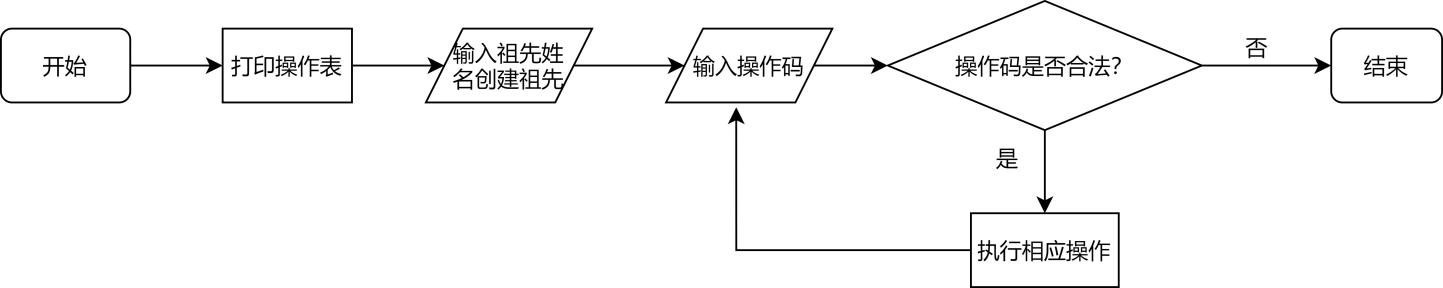 开始
打印操作表
输入祖先姓
名创建祖先
输入操作码
操作码是否合法?
否
结束
是
执行相应操作